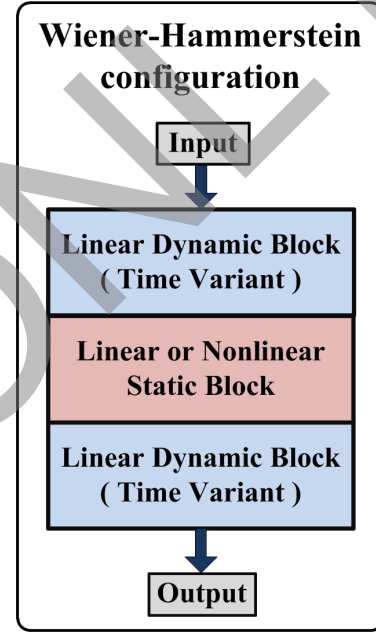 Wiener-Hammerstein
configuration
Input
Linear Dynamic Block
( Time Variant )
Linear or Nonlinear
Static Block
Linear Dynamic Block
( Time Variant )
Output